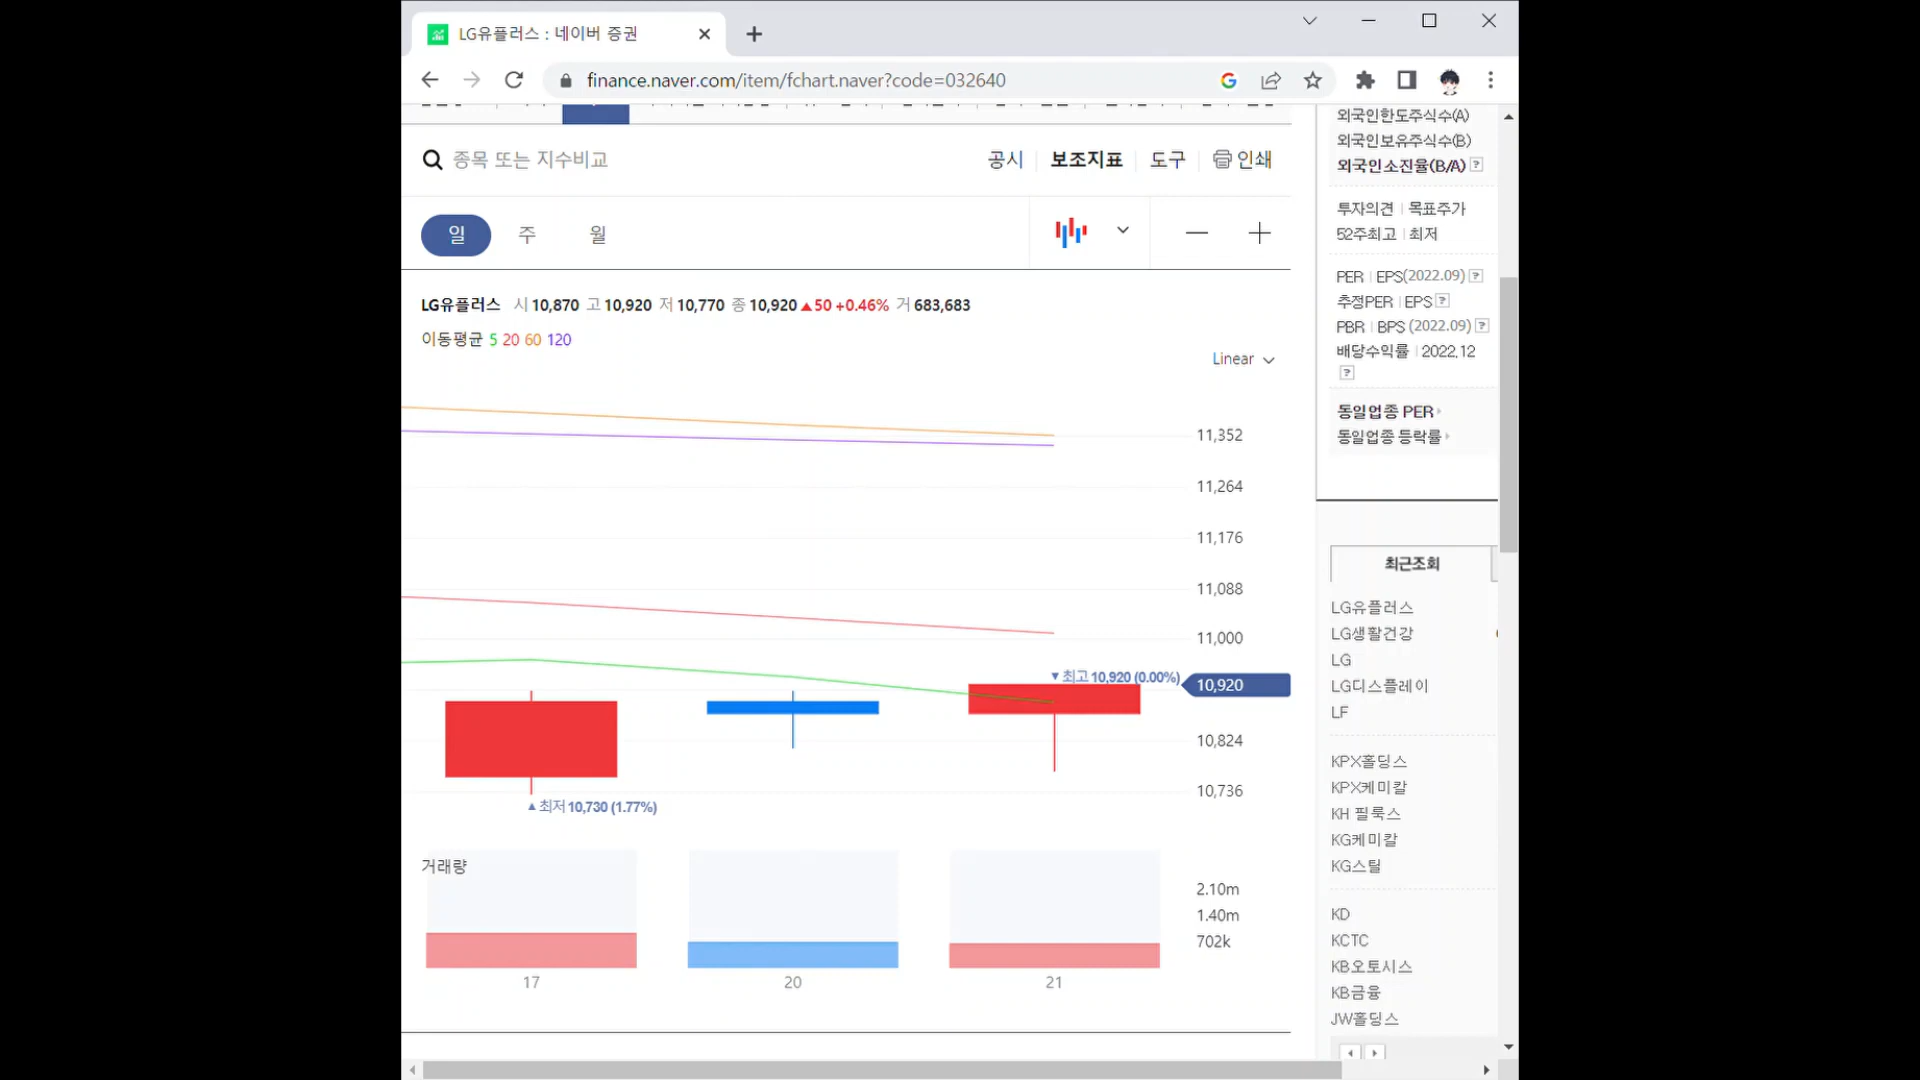 LG유플러스 : 네이버 증권
finance.naver.com/item/fchart.naver?code=032640
종목 또는 지수비교
공시 보조지표 도구 인쇄
일 주 월
LG유플러스 시 10,870 고 10,920 저 10,770 종 10,920 ▲50 +0.46% 거 683,683
이동평균 5 20 60 120
Linear
11,352
11,264
11,176
11,088
11,000
▼최고 10,920 (0.00%)
10,920
10,824
10,736
▲최저 10,730 (1.77%)
거래량
2.10m
1.40m
702k
17 20 21
외국인한도주식수(A)
외국인보유주식수(B)
외국인소진율(B/A) ?
투자의견 | 목표주가
52주최고 | 최저
PER | EPS(2022.09) ?
추정PER | EPS ?
PBR | BPS (2022.09) ?
배당수익률 | 2022.12
?
동일업종 PER
동일업종 등락률
최근조회
LG유플러스
LG생활건강
LG
LG디스플레이
LF
KPX홀딩스
KPX케미칼
KH 필룩스
KG케미칼
KG스틸
KD
KCTC
KB오토시스
KB금융
JW홀딩스